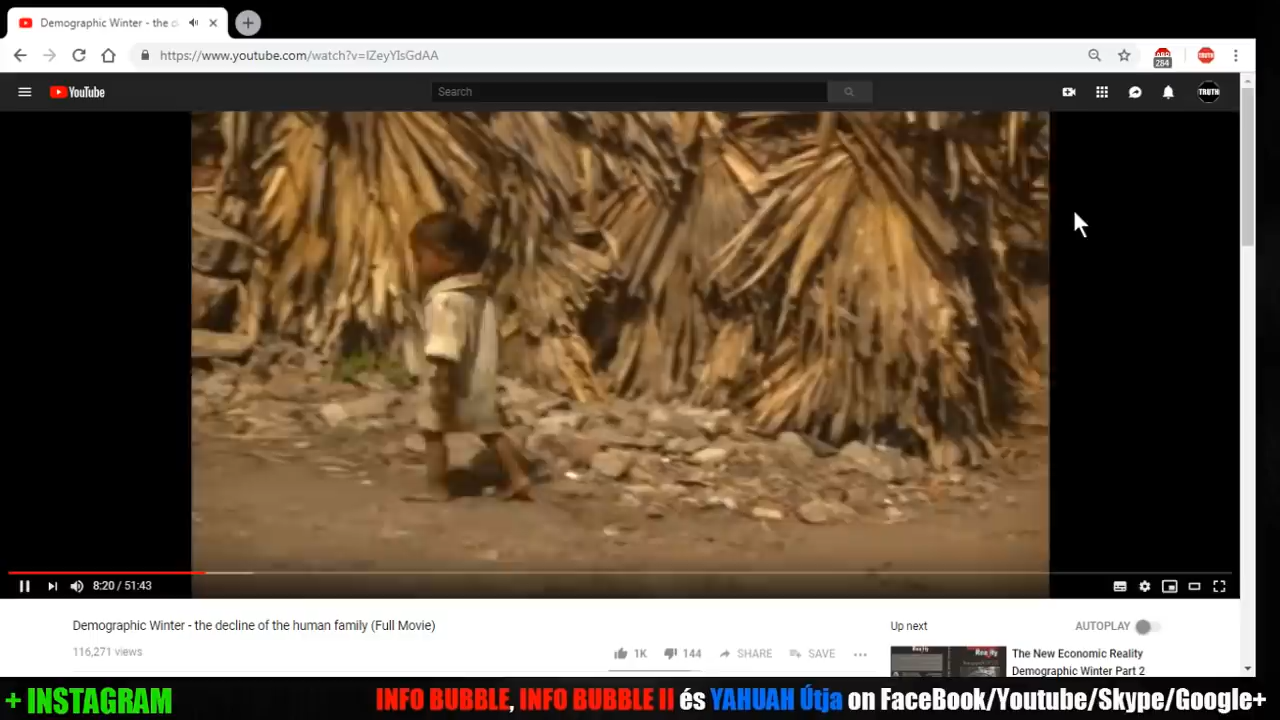 Demographic Winter - the d
https://www.youtube.com/watch?v=IZeyYIsGdAA
284
TRUTH
YouTube
Search
TRUTH
8:20 / 51:43
Demographic Winter - the decline of the human family (Full Movie)
116,271 views
1K
144
SHARE
SAVE
Up next
AUTOPLAY
The New Economic Reality
Demographic Winter Part 2
+ INSTAGRAM
INFO BUBBLE, INFO BUBBLE II és YAHUAH Útja on FaceBook/Youtube/Skype/Google+